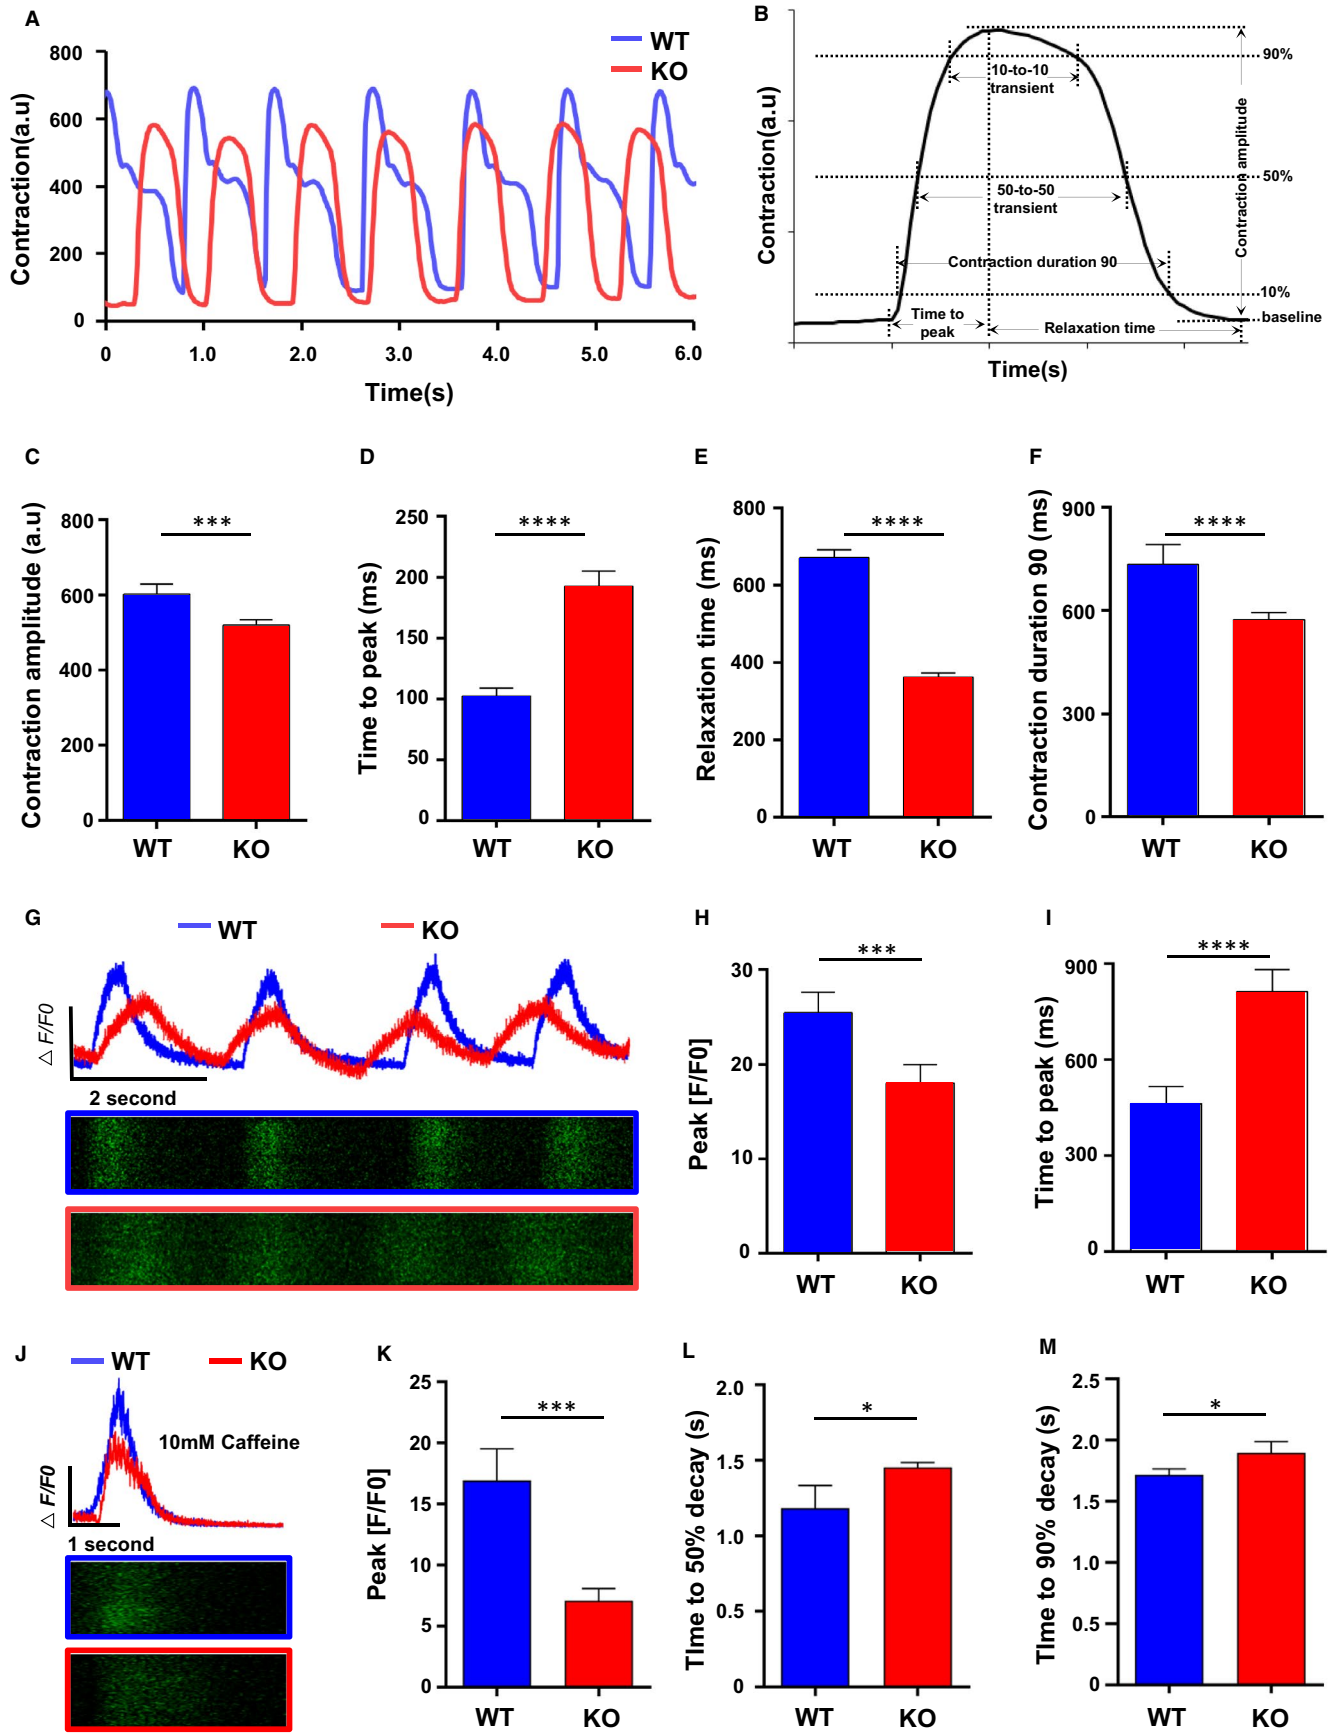 A
WT
KO
Contraction(a.u)
800
600
400
200
0
0 1.0 2.0 3.0 4.0 5.0 6.0
Time(s)
B
Contraction(a.u)
90%
10-to-10
transient
50%
50-to-50
transient
Contraction amplitude
Contraction duration 90
10%
Time to
peak
Relaxation time
baseline
Time(s)
C
Contraction amplitude (a.u)
800
600
400
200
0
***
WT KO
D
Time to peak (ms)
250
200
150
100
50
0
****
WT KO
E
Relaxation time (ms)
800
600
400
200
0
****
WT KO
F
Contraction duration 90 (ms)
900
600
300
0
****
WT KO
G
WT KO
△ F/F0
2 second
H
Peak [F/F0]
30
20
10
0
***
WT KO
I
Time to peak (ms)
900
600
300
0
****
WT KO
J
WT KO
10mM Caffeine
△ F/F0
1 second
K
Peak [F/F0]
25
20
15
10
5
0
***
WT KO
L
TIme to 50% decay (s)
2.0
1.5
1.0
0.5
0
*
WT KO
M
TIme to 90% decay (s)
2.5
2.0
1.5
1.0
0.5
0
*
WT KO